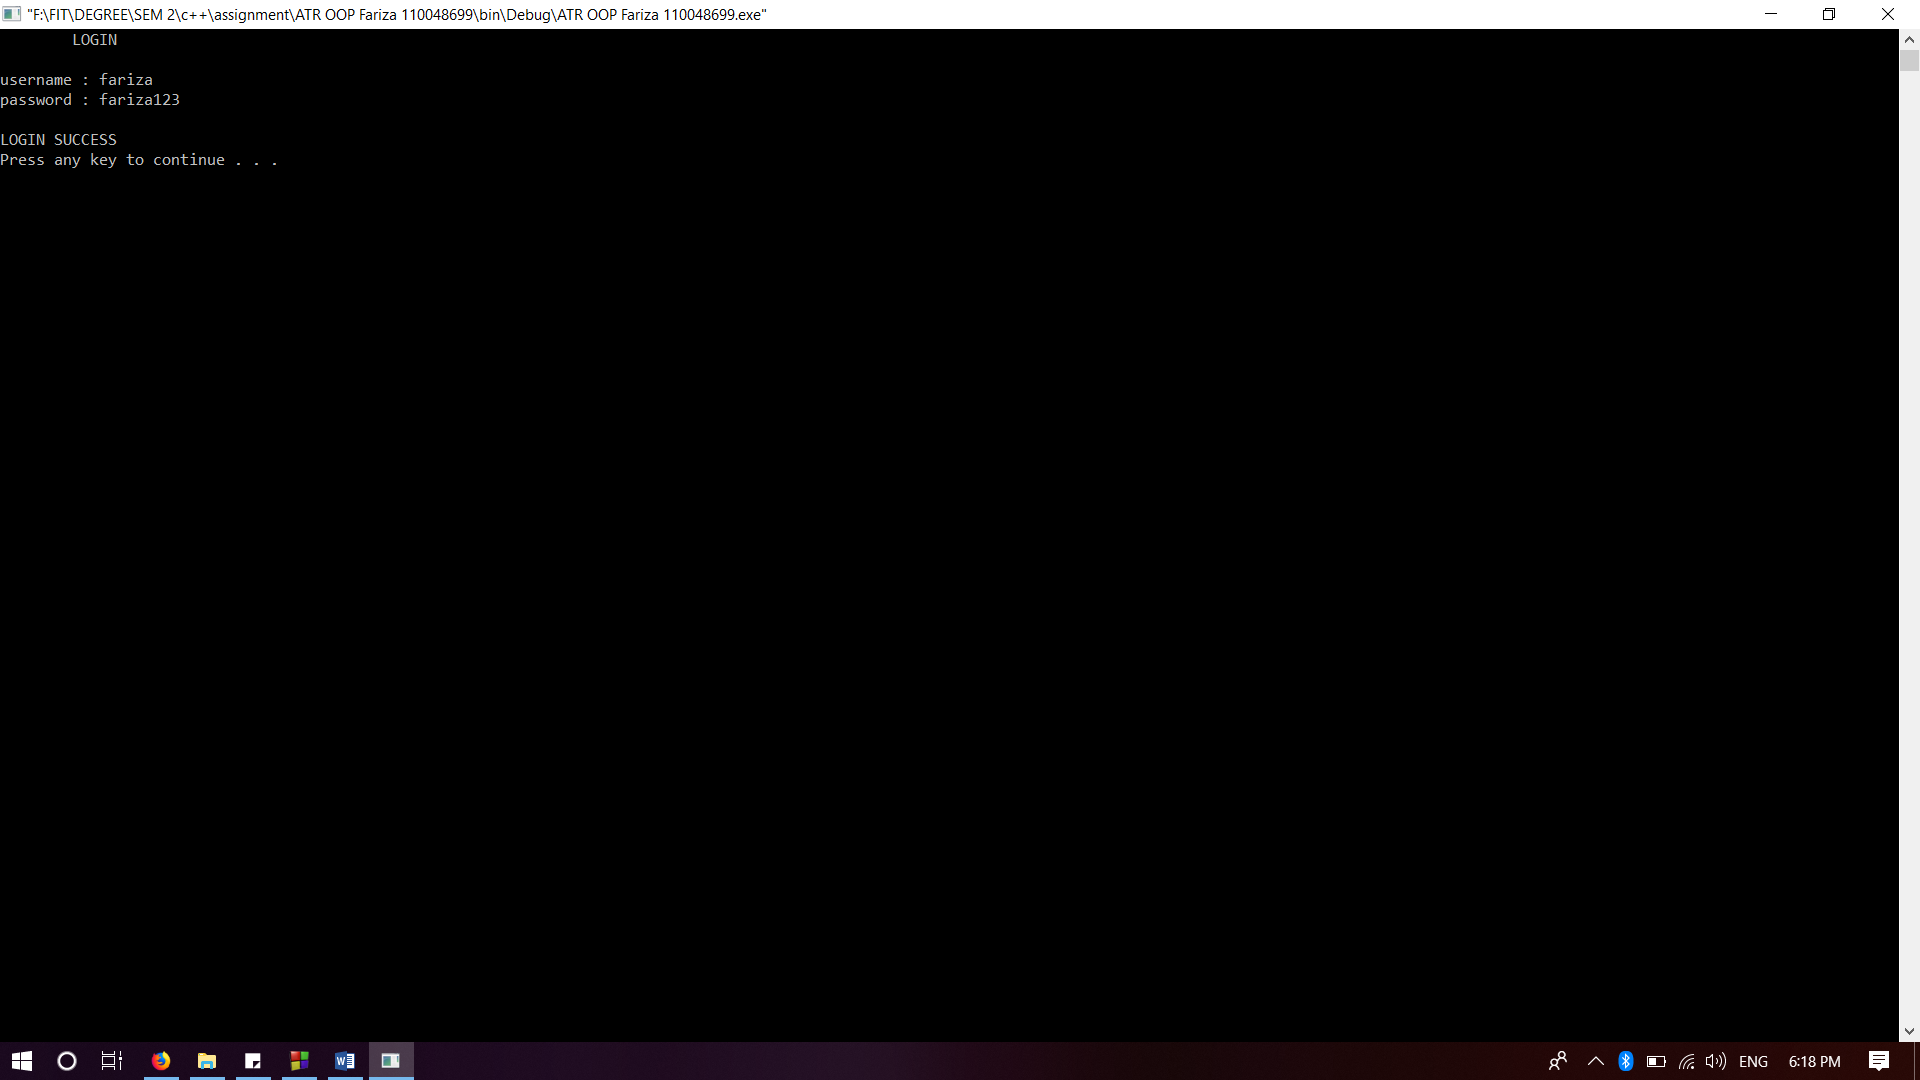 "F:\FIT\DEGREE\SEM 2\c++\assignment\ATR OOP Fariza 110048699\bin\Debug\ATR OOP Fariza 110048699.exe"
LOGIN
username : fariza
password : fariza123
LOGIN SUCCESS
Press any key to continue . . .
ENG
6:18 PM